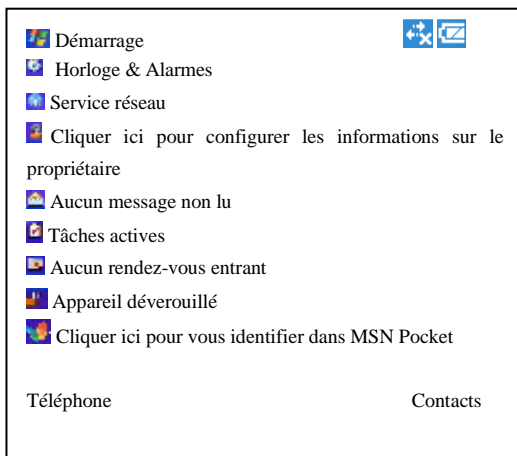 Démarrage
Horloge & Alarmes
Service réseau
Cliquer ici pour configurer les informations sur le
propriétaire
Aucun message non lu
Tâches actives
Aucun rendez-vous entrant
Appareil déverouillé
Cliquer ici pour vous identifier dans MSN Pocket
Téléphone Contacts